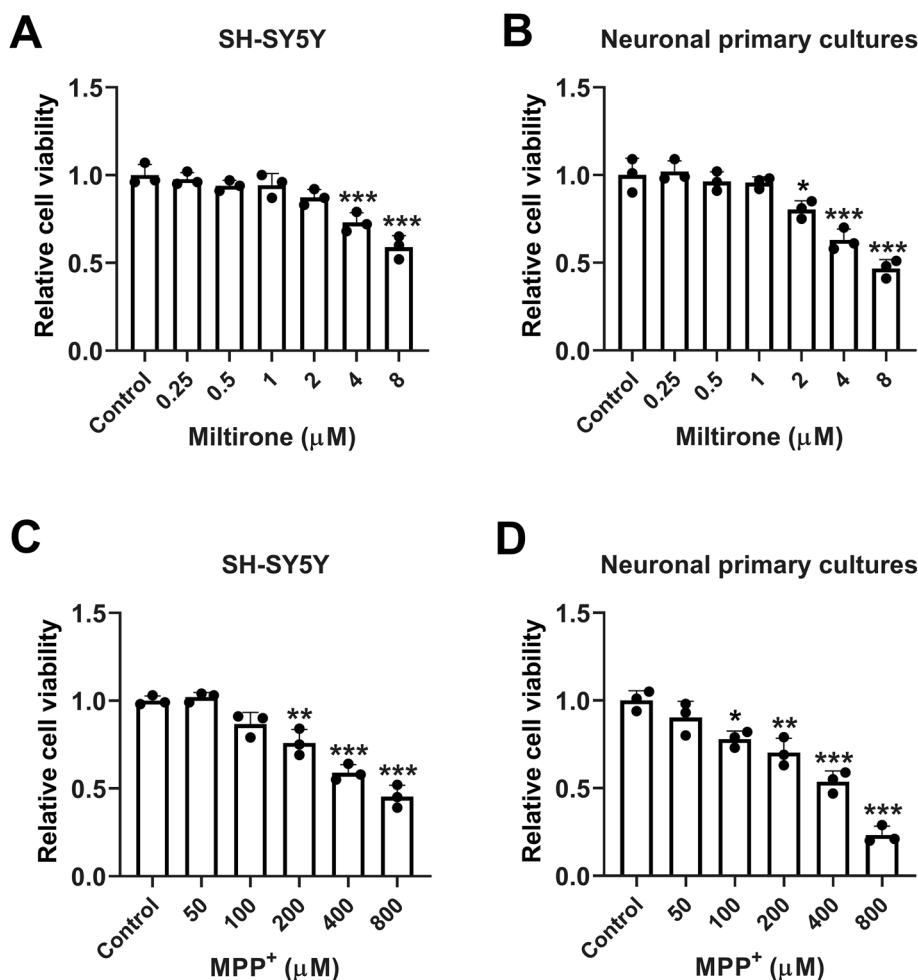 A
SH-SY5Y
Relative cell viability
1.5
1.0
0.5
0.0
***
***
Control
0.25
0.5
1
2
4
8
Miltirone (μM)
B
Neuronal primary cultures
Relative cell viability
1.5
1.0
0.5
0.0
*
***
***
Control
0.25
0.5
1
2
4
8
Miltirone (μM)
C
SH-SY5Y
Relative cell viability
1.5
1.0
0.5
0.0
**
***
***
Control
50
100
200
400
800
MPP⁺ (μM)
D
Neuronal primary cultures
Relative cell viability
1.5
1.0
0.5
0.0
*
**
***
***
Control
50
100
200
400
800
MPP⁺ (μM)